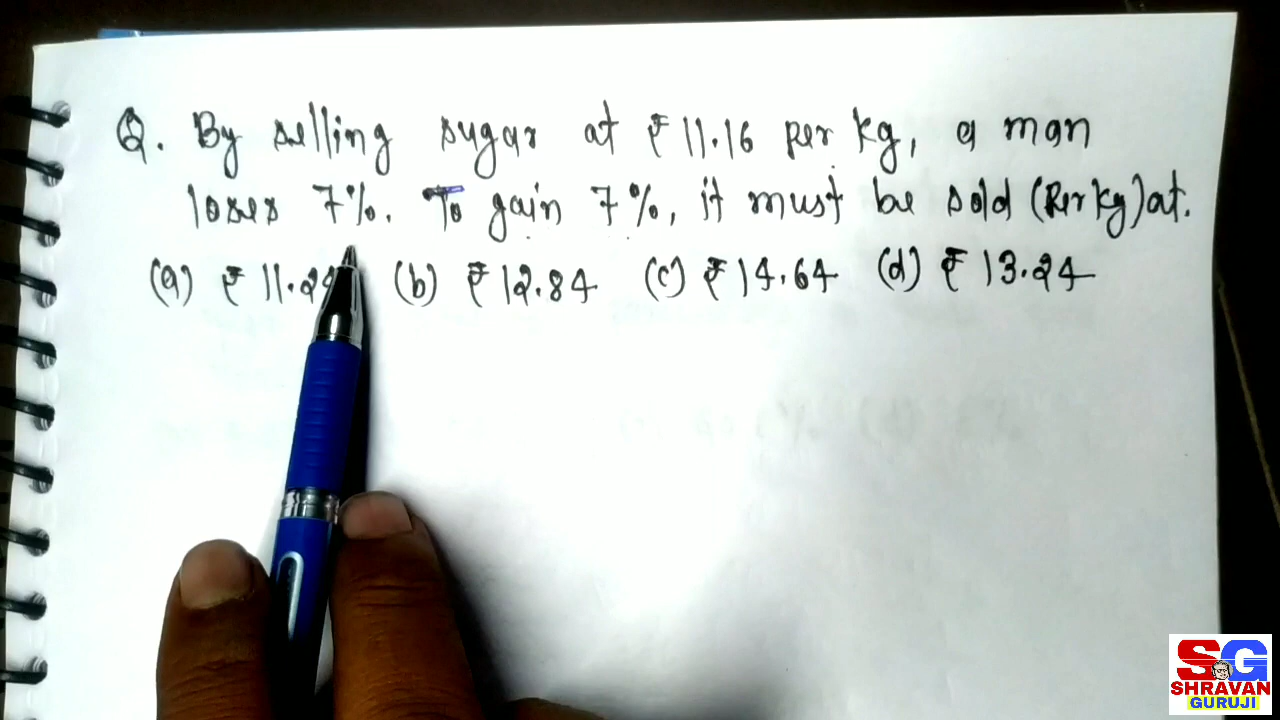 Q. By selling sugar at ₹ 11.16 per kg, a man
loses 7%. To gain 7%, it must be sold (Per kg) at.
(a) ₹ 11.24 (b) ₹ 12.84 (c) ₹ 14.64 (d) ₹ 13.24
SG
SHRAVAN
GURUJI